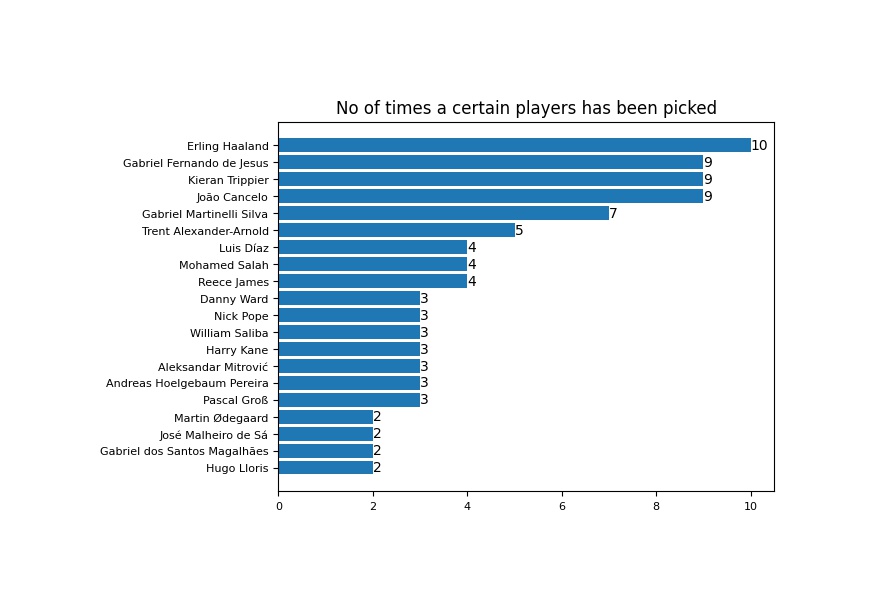 No of times a certain players has been picked
Erling Haaland 10
Gabriel Fernando de Jesus 9
Kieran Trippier 9
João Cancelo 9
Gabriel Martinelli Silva 7
Trent Alexander-Arnold 5
Luis Díaz 4
Mohamed Salah 4
Reece James 4
Danny Ward 3
Nick Pope 3
William Saliba 3
Harry Kane 3
Aleksandar Mitrović 3
Andreas Hoelgebaum Pereira 3
Pascal Groß 3
Martin Ødegaard 2
José Malheiro de Sá 2
Gabriel dos Santos Magalhães 2
Hugo Lloris 2
0 2 4 6 8 10